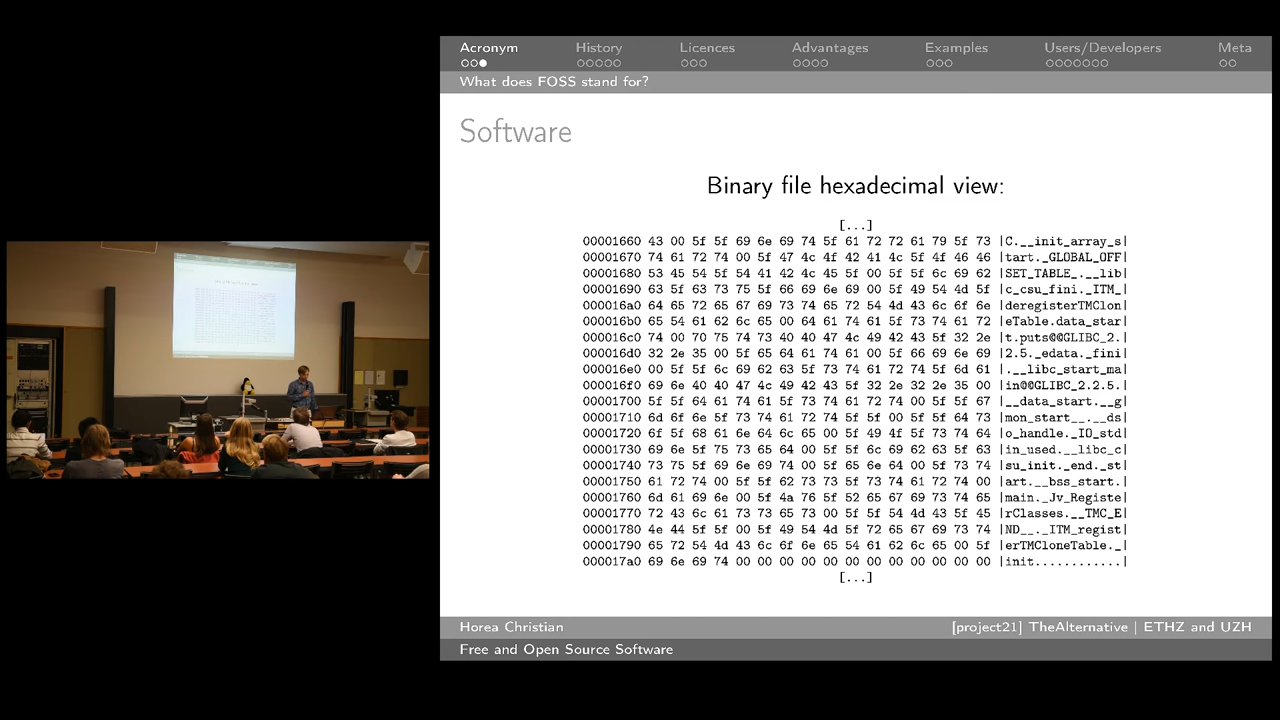 Acronym History Licences Advantages Examples Users/Developers Meta
What does FOSS stand for?
Software
Binary file hexadecimal view:
[...]
00001660 43 00 5f 5f 69 6e 69 74 5f 61 72 72 61 79 5f 73 |C.__init_array_s|
00001670 74 61 72 74 00 5f 47 4c 4f 42 41 4c 5f 4f 46 46 |tart._GLOBAL_OFF|
00001680 53 45 54 5f 54 41 42 4c 45 5f 00 5f 5f 6c 69 62 |SET_TABLE_.__lib|
00001690 63 5f 63 73 75 5f 66 69 6e 69 00 5f 49 54 4d 5f |c_csu_fini._ITM_|
000016a0 64 65 72 65 67 69 73 74 65 72 54 4d 43 6c 6f 6e |deregisterTMClon|
000016b0 65 54 61 62 6c 65 00 64 61 74 61 5f 73 74 61 72 |eTable.data_star|
000016c0 74 00 70 75 74 73 40 40 47 4c 49 42 43 5f 32 2e |t.puts@@GLIBC_2.|
000016d0 32 2e 35 00 5f 65 64 61 74 61 00 5f 66 69 6e 69 |2.5._edata._fini|
000016e0 00 5f 5f 6c 69 62 63 5f 73 74 61 72 74 5f 6d 61 |.__libc_start_ma|
000016f0 69 6e 40 40 47 4c 49 42 43 5f 32 2e 32 2e 35 00 |in@@GLIBC_2.2.5.|
00001700 5f 5f 64 61 74 61 5f 73 74 61 72 74 00 5f 5f 67 |__data_start.__g|
00001710 6d 6f 6e 5f 73 74 61 72 74 5f 5f 00 5f 5f 64 73 |mon_start__.__ds|
00001720 6f 5f 68 61 6e 64 6c 65 00 5f 49 4f 5f 73 74 64 |o_handle._IO_std|
00001730 69 6e 5f 75 73 65 64 00 5f 5f 6c 69 62 63 5f 63 |in_used.__libc_c|
00001740 73 75 5f 69 6e 69 74 00 5f 65 6e 64 00 5f 73 74 |su_init._end._st|
00001750 61 72 74 00 5f 5f 62 73 73 5f 73 74 61 72 74 00 |art.__bss_start.|
00001760 6d 61 69 6e 00 5f 4a 76 5f 52 65 67 69 73 74 65 |main._Jv_Registe|
00001770 72 43 6c 61 73 73 65 73 00 5f 5f 54 4d 43 5f 45 |rClasses.__TMC_E|
00001780 4e 44 5f 5f 00 5f 49 54 4d 5f 72 65 67 69 73 74 |ND__._ITM_regist|
00001790 65 72 54 4d 43 6c 6f 6e 65 54 61 62 6c 65 00 5f |erTMCloneTable._|
000017a0 69 6e 69 74 00 00 00 00 00 00 00 00 00 00 00 00 |init............|
[...]
Horea Christian [project21] TheAlternative | ETHZ and UZH
Free and Open Source Software